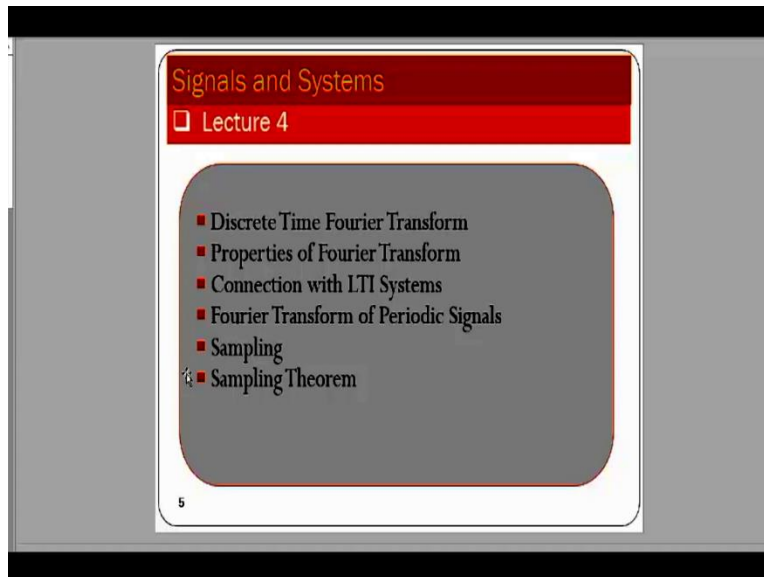 Signals and Systems
Lecture 4
Discrete Time Fourier Transform
Properties of Fourier Transform
Connection with LTI Systems
Fourier Transform of Periodic Signals
Sampling
Sampling Theorem
5